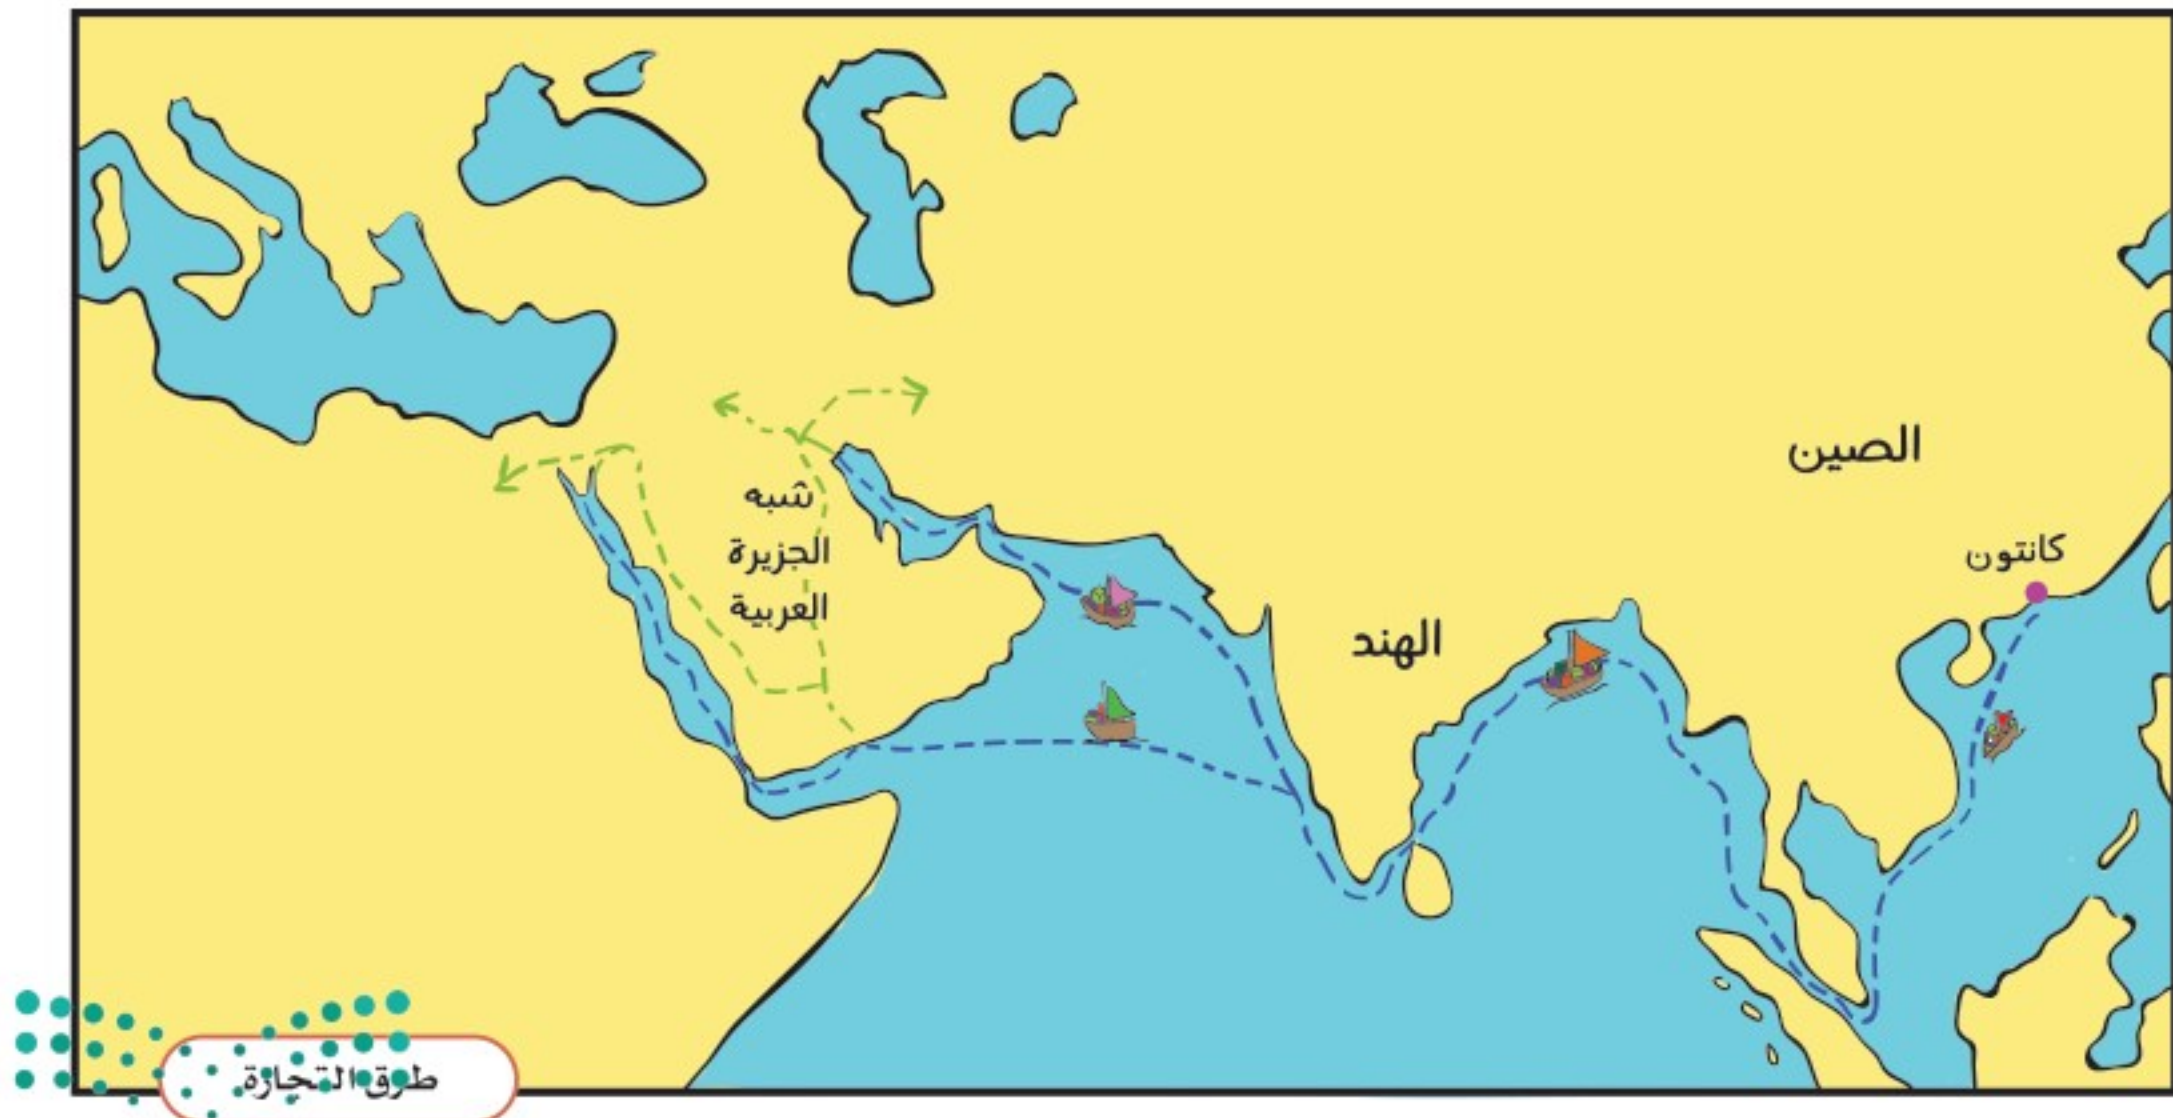 الصين
كانتون
الهند
شبه
الجزيرة
العربية
طرق التجارة